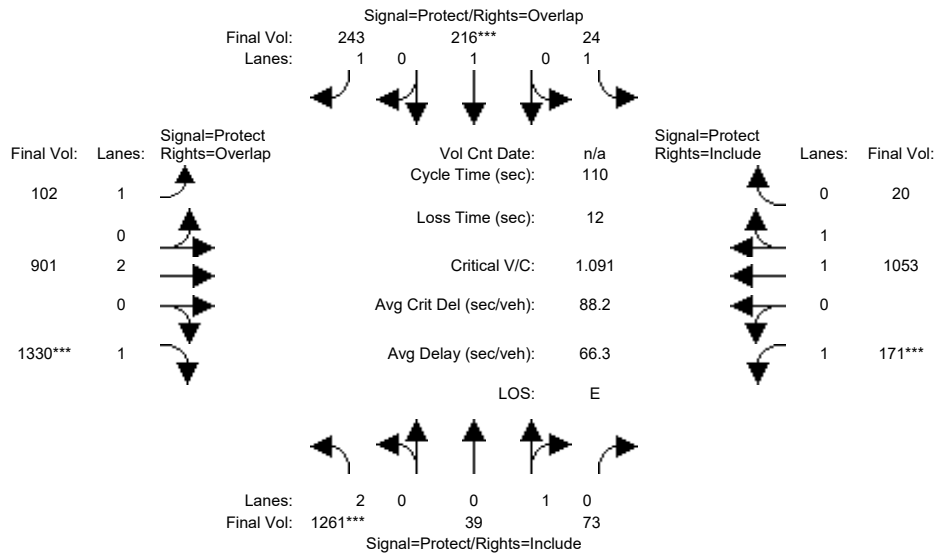 Signal=Protect/Rights=Overlap
Final Vol: 243 216*** 24
Lanes: 1 0 1 0 1
Signal=Protect
Rights=Overlap
Signal=Protect
Rights=Include
Final Vol: Lanes: Vol Cnt Date: n/a Lanes: Final Vol:
Cycle Time (sec): 110
102 1 0 20
Loss Time (sec): 12
0 1
901 2 Critical V/C: 1.091 1 1053
0 Avg Crit Del (sec/veh): 88.2 0
1330*** 1 Avg Delay (sec/veh): 66.3 1 171***
LOS: E
Lanes: 2 0 0 1 0
Final Vol: 1261*** 39 73
Signal=Protect/Rights=Include